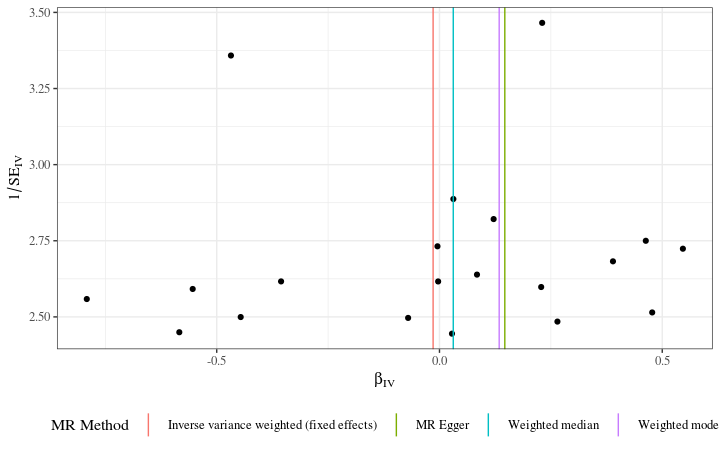 3.50
3.25
3.00
2.75
2.50
1/SE_IV
-0.5 0.0 0.5
β_IV
MR Method Inverse variance weighted (fixed effects) MR Egger Weighted median Weighted mode